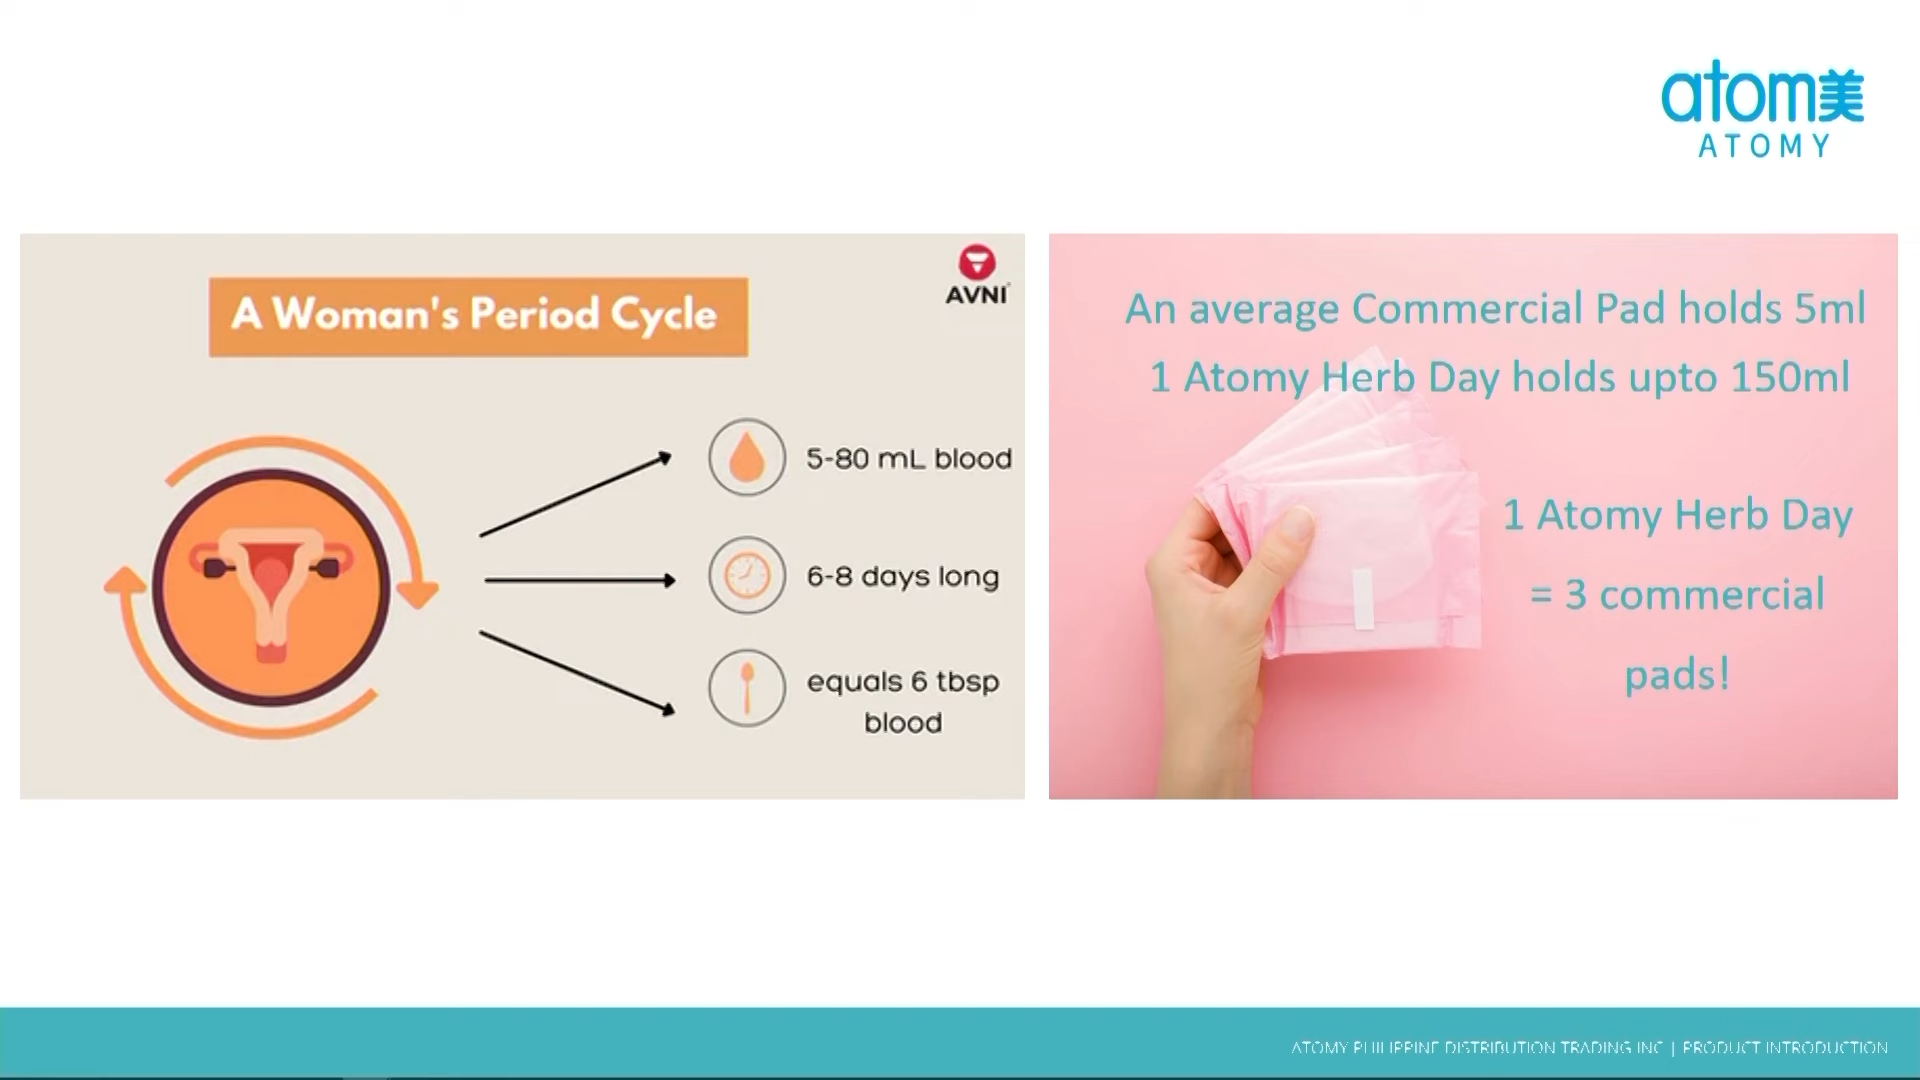 atom美
ATOMY
AVNI
A Woman's Period Cycle
5-80 mL blood
6-8 days long
equals 6 tbsp
blood
An average Commercial Pad holds 5ml
1 Atomy Herb Day holds upto 150ml
1 Atomy Herb Day
= 3 commercial
pads!
ATOMY PHILIPPINE DISTRIBUTION TRADING INC | PRODUCT INTRODUCTION